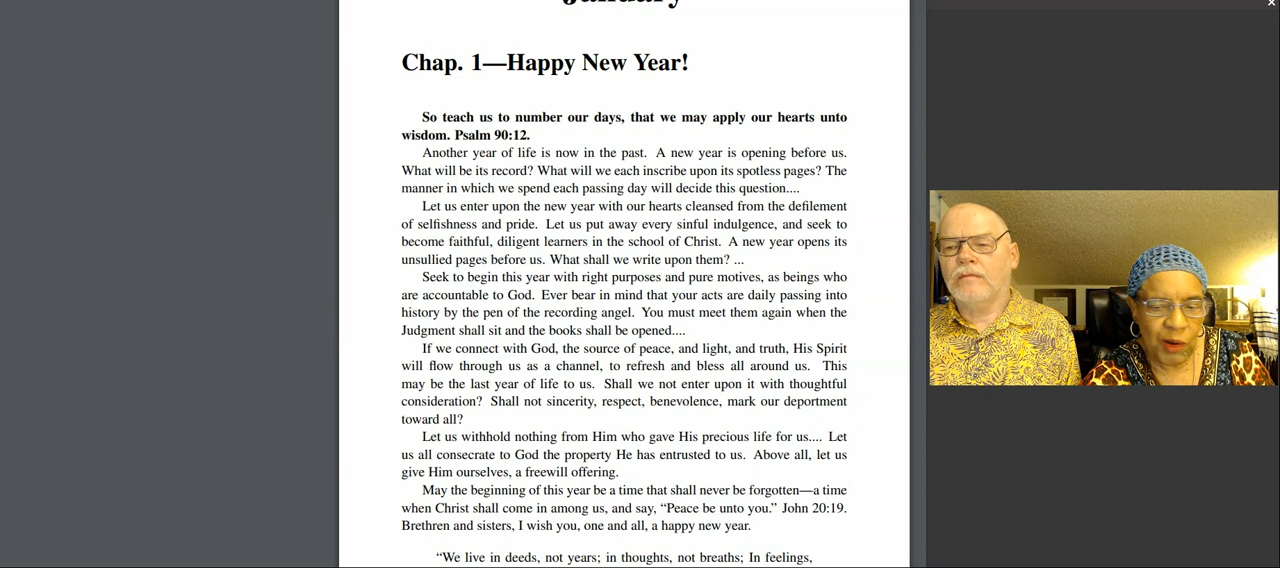 January
Chap. 1—Happy New Year!
So teach us to number our days, that we may apply our hearts unto
wisdom. Psalm 90:12.
Another year of life is now in the past. A new year is opening before us.
What will be its record? What will we each inscribe upon its spotless pages? The
manner in which we spend each passing day will decide this question....
Let us enter upon the new year with our hearts cleansed from the defilement
of selfishness and pride. Let us put away every sinful indulgence, and seek to
become faithful, diligent learners in the school of Christ. A new year opens its
unsullied pages before us. What shall we write upon them? ...
Seek to begin this year with right purposes and pure motives, as beings who
are accountable to God. Ever bear in mind that your acts are daily passing into
history by the pen of the recording angel. You must meet them again when the
Judgment shall sit and the books shall be opened....
If we connect with God, the source of peace, and light, and truth, His Spirit
will flow through us as a channel, to refresh and bless all around us. This
may be the last year of life to us. Shall we not enter upon it with thoughtful
consideration? Shall not sincerity, respect, benevolence, mark our deportment
toward all?
Let us withhold nothing from Him who gave His precious life for us.... Let
us all consecrate to God the property He has entrusted to us. Above all, let us
give Him ourselves, a freewill offering.
May the beginning of this year be a time that shall never be forgotten—a time
when Christ shall come in among us, and say, “Peace be unto you.” John 20:19.
Brethren and sisters, I wish you, one and all, a happy new year.
“We live in deeds, not years; in thoughts, not breaths; In feelings,